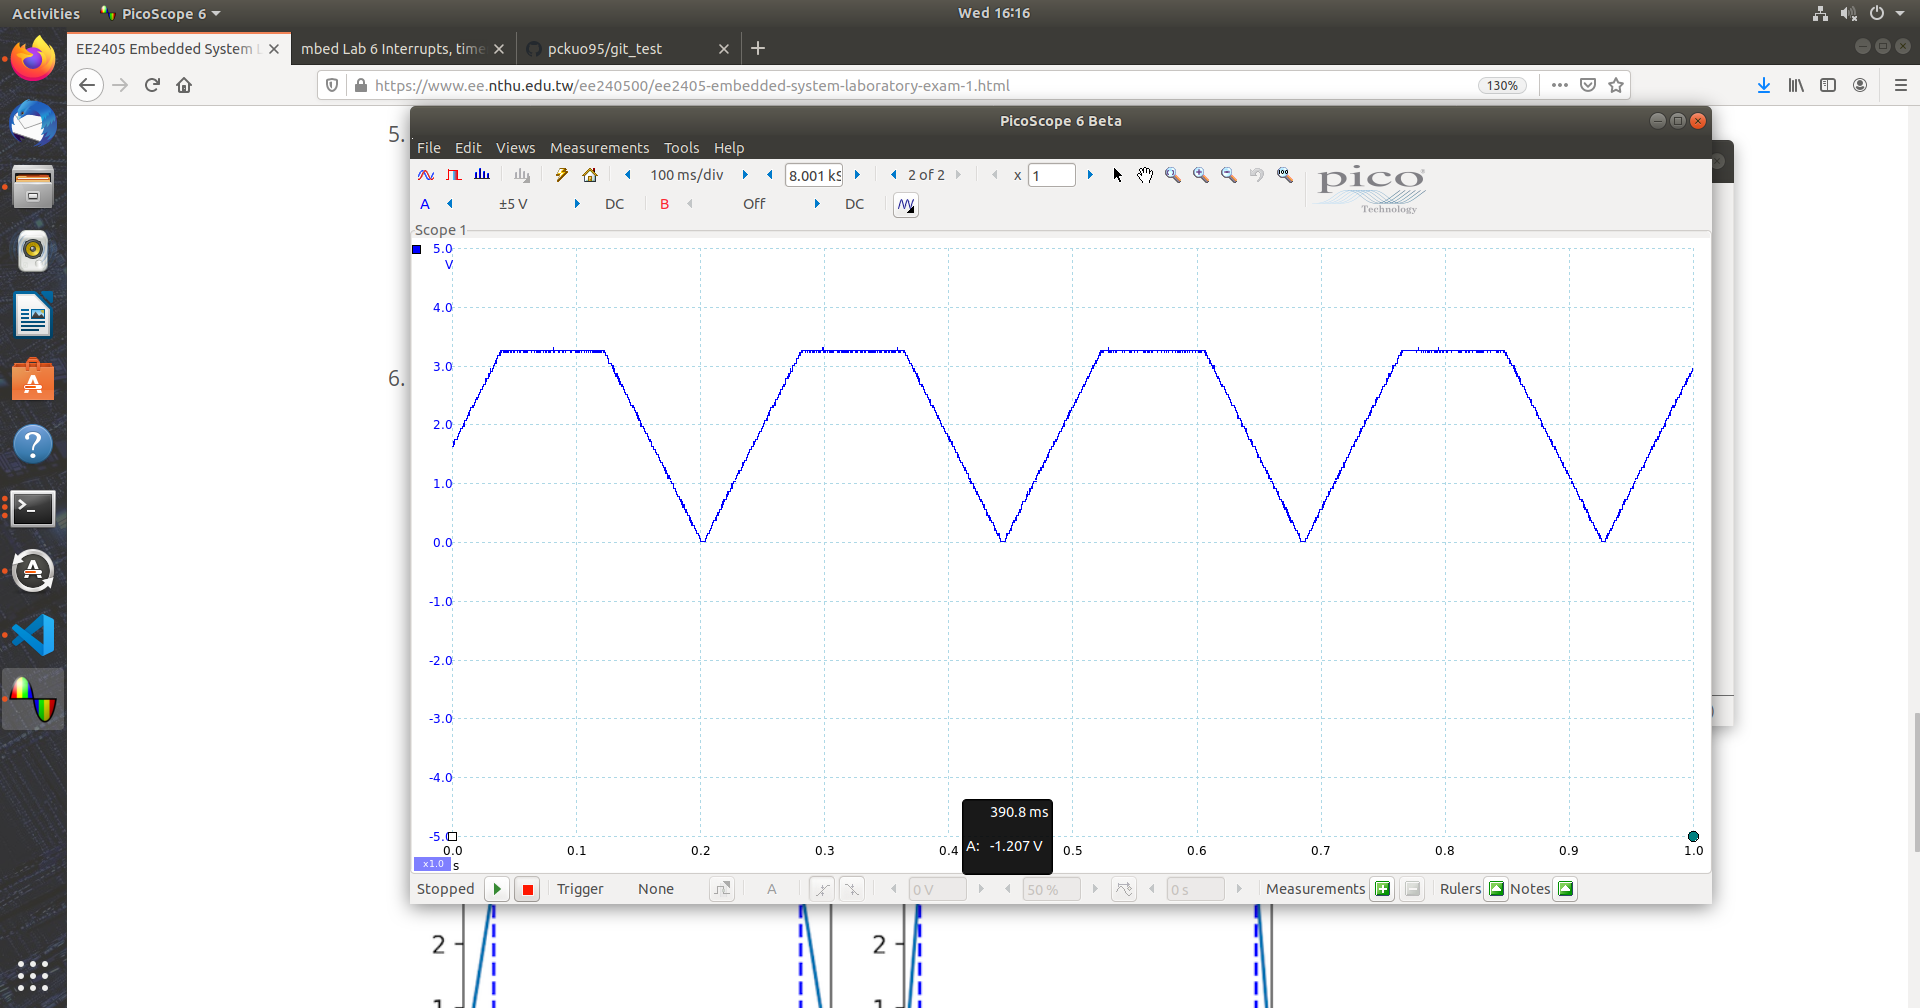 Activities
PicoScope 6
Wed 16:16
EE2405 Embedded System L
mbed Lab 6 Interrupts, time
pckuo95/git_test
https://www.ee.nthu.edu.tw/ee240500/ee2405-embedded-system-laboratory-exam-1.html
130%
5.
6.
PicoScope 6 Beta
File Edit Views Measurements Tools Help
100 ms/div 8.001 kS 2 of 2 x 1
pico
Technology
A ±5 V DC B Off DC
Scope 1
5.0
V
4.0
3.0
2.0
1.0
0.0
-1.0
-2.0
-3.0
-4.0
-5.0
390.8 ms
A: -1.207 V
0.0 0.1 0.2 0.3 0.4 0.5 0.6 0.7 0.8 0.9 1.0
x1.0 s
Stopped Trigger None A 0 V 50 % 0 s Measurements Rulers Notes
2 2
1 1